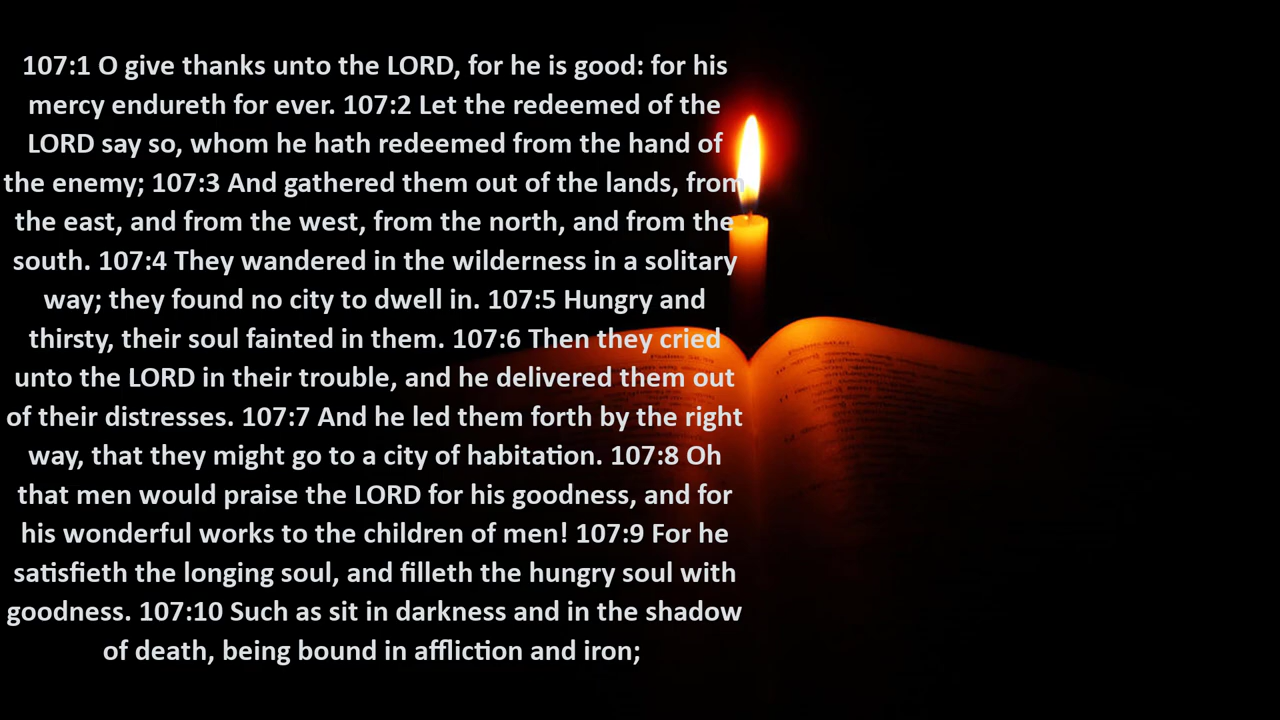 107:1 O give thanks unto the LORD, for he is good: for his
mercy endureth for ever. 107:2 Let the redeemed of the
LORD say so, whom he hath redeemed from the hand of
the enemy; 107:3 And gathered them out of the lands, from
the east, and from the west, from the north, and from the
south. 107:4 They wandered in the wilderness in a solitary
way; they found no city to dwell in. 107:5 Hungry and
thirsty, their soul fainted in them. 107:6 Then they cried
unto the LORD in their trouble, and he delivered them out
of their distresses. 107:7 And he led them forth by the right
way, that they might go to a city of habitation. 107:8 Oh
that men would praise the LORD for his goodness, and for
his wonderful works to the children of men! 107:9 For he
satisfieth the longing soul, and filleth the hungry soul with
goodness. 107:10 Such as sit in darkness and in the shadow
of death, being bound in affliction and iron;